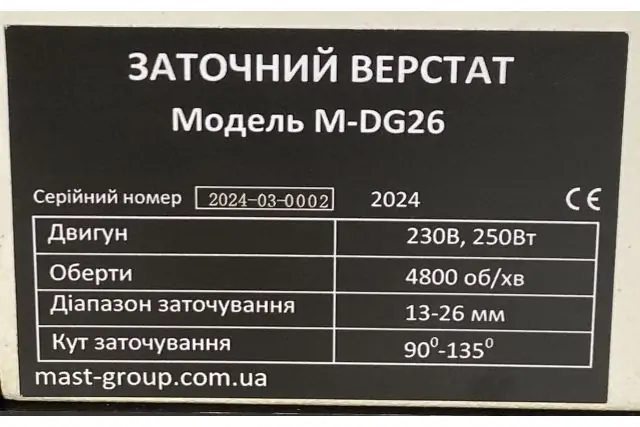 ЗАТОЧНИЙ ВЕРСТАТ
Модель M-DG26
Серійний номер 2024-03-0002 2024 CE
Двигун 230В, 250Вт
Оберти 4800 об/хв
Діапазон заточування 13-26 мм
Кут заточування 90⁰-135⁰
mast-group.com.ua